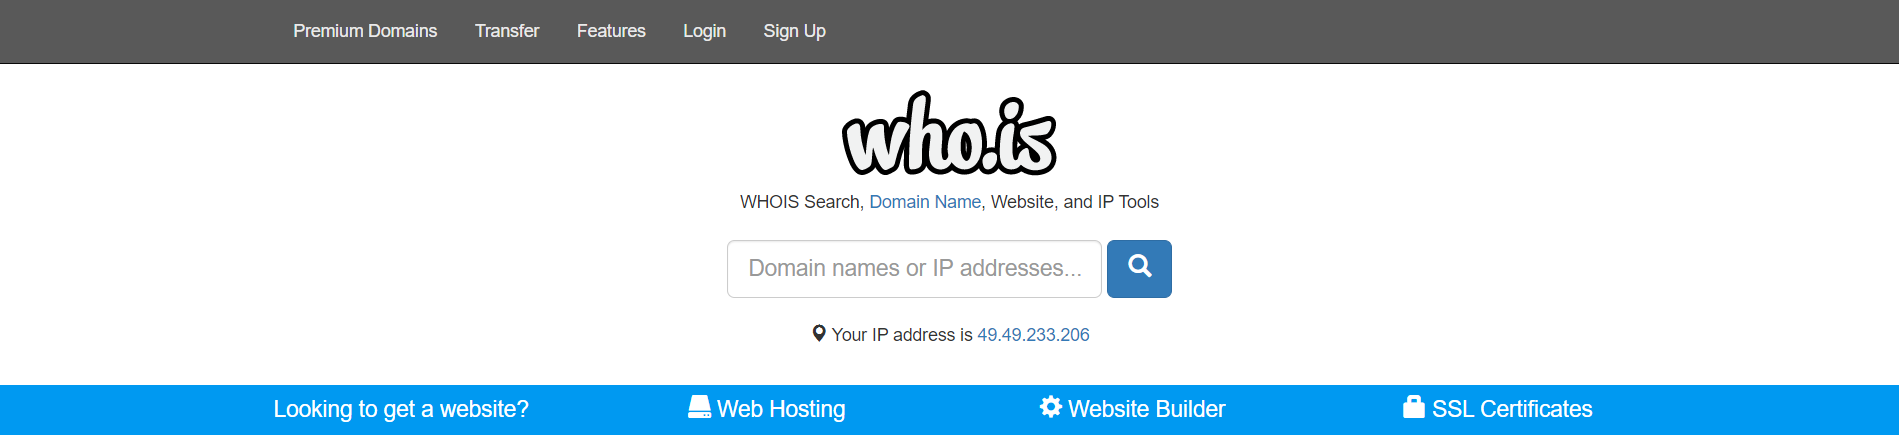 Premium Domains Transfer Features Login Sign Up
who.is
WHOIS Search, Domain Name, Website, and IP Tools
Domain names or IP addresses...
Your IP address is 49.49.233.206
Looking to get a website? Web Hosting Website Builder SSL Certificates